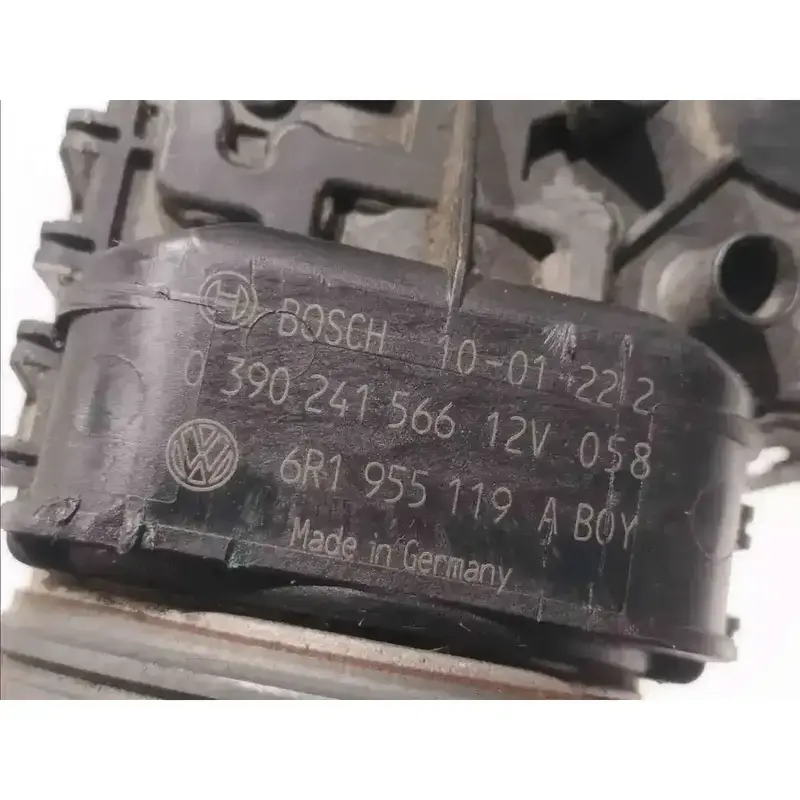 BOSCH 10-01-22 2
0 390 241 566 12V 058
6R1 955 119 A BOY
Made in Germany